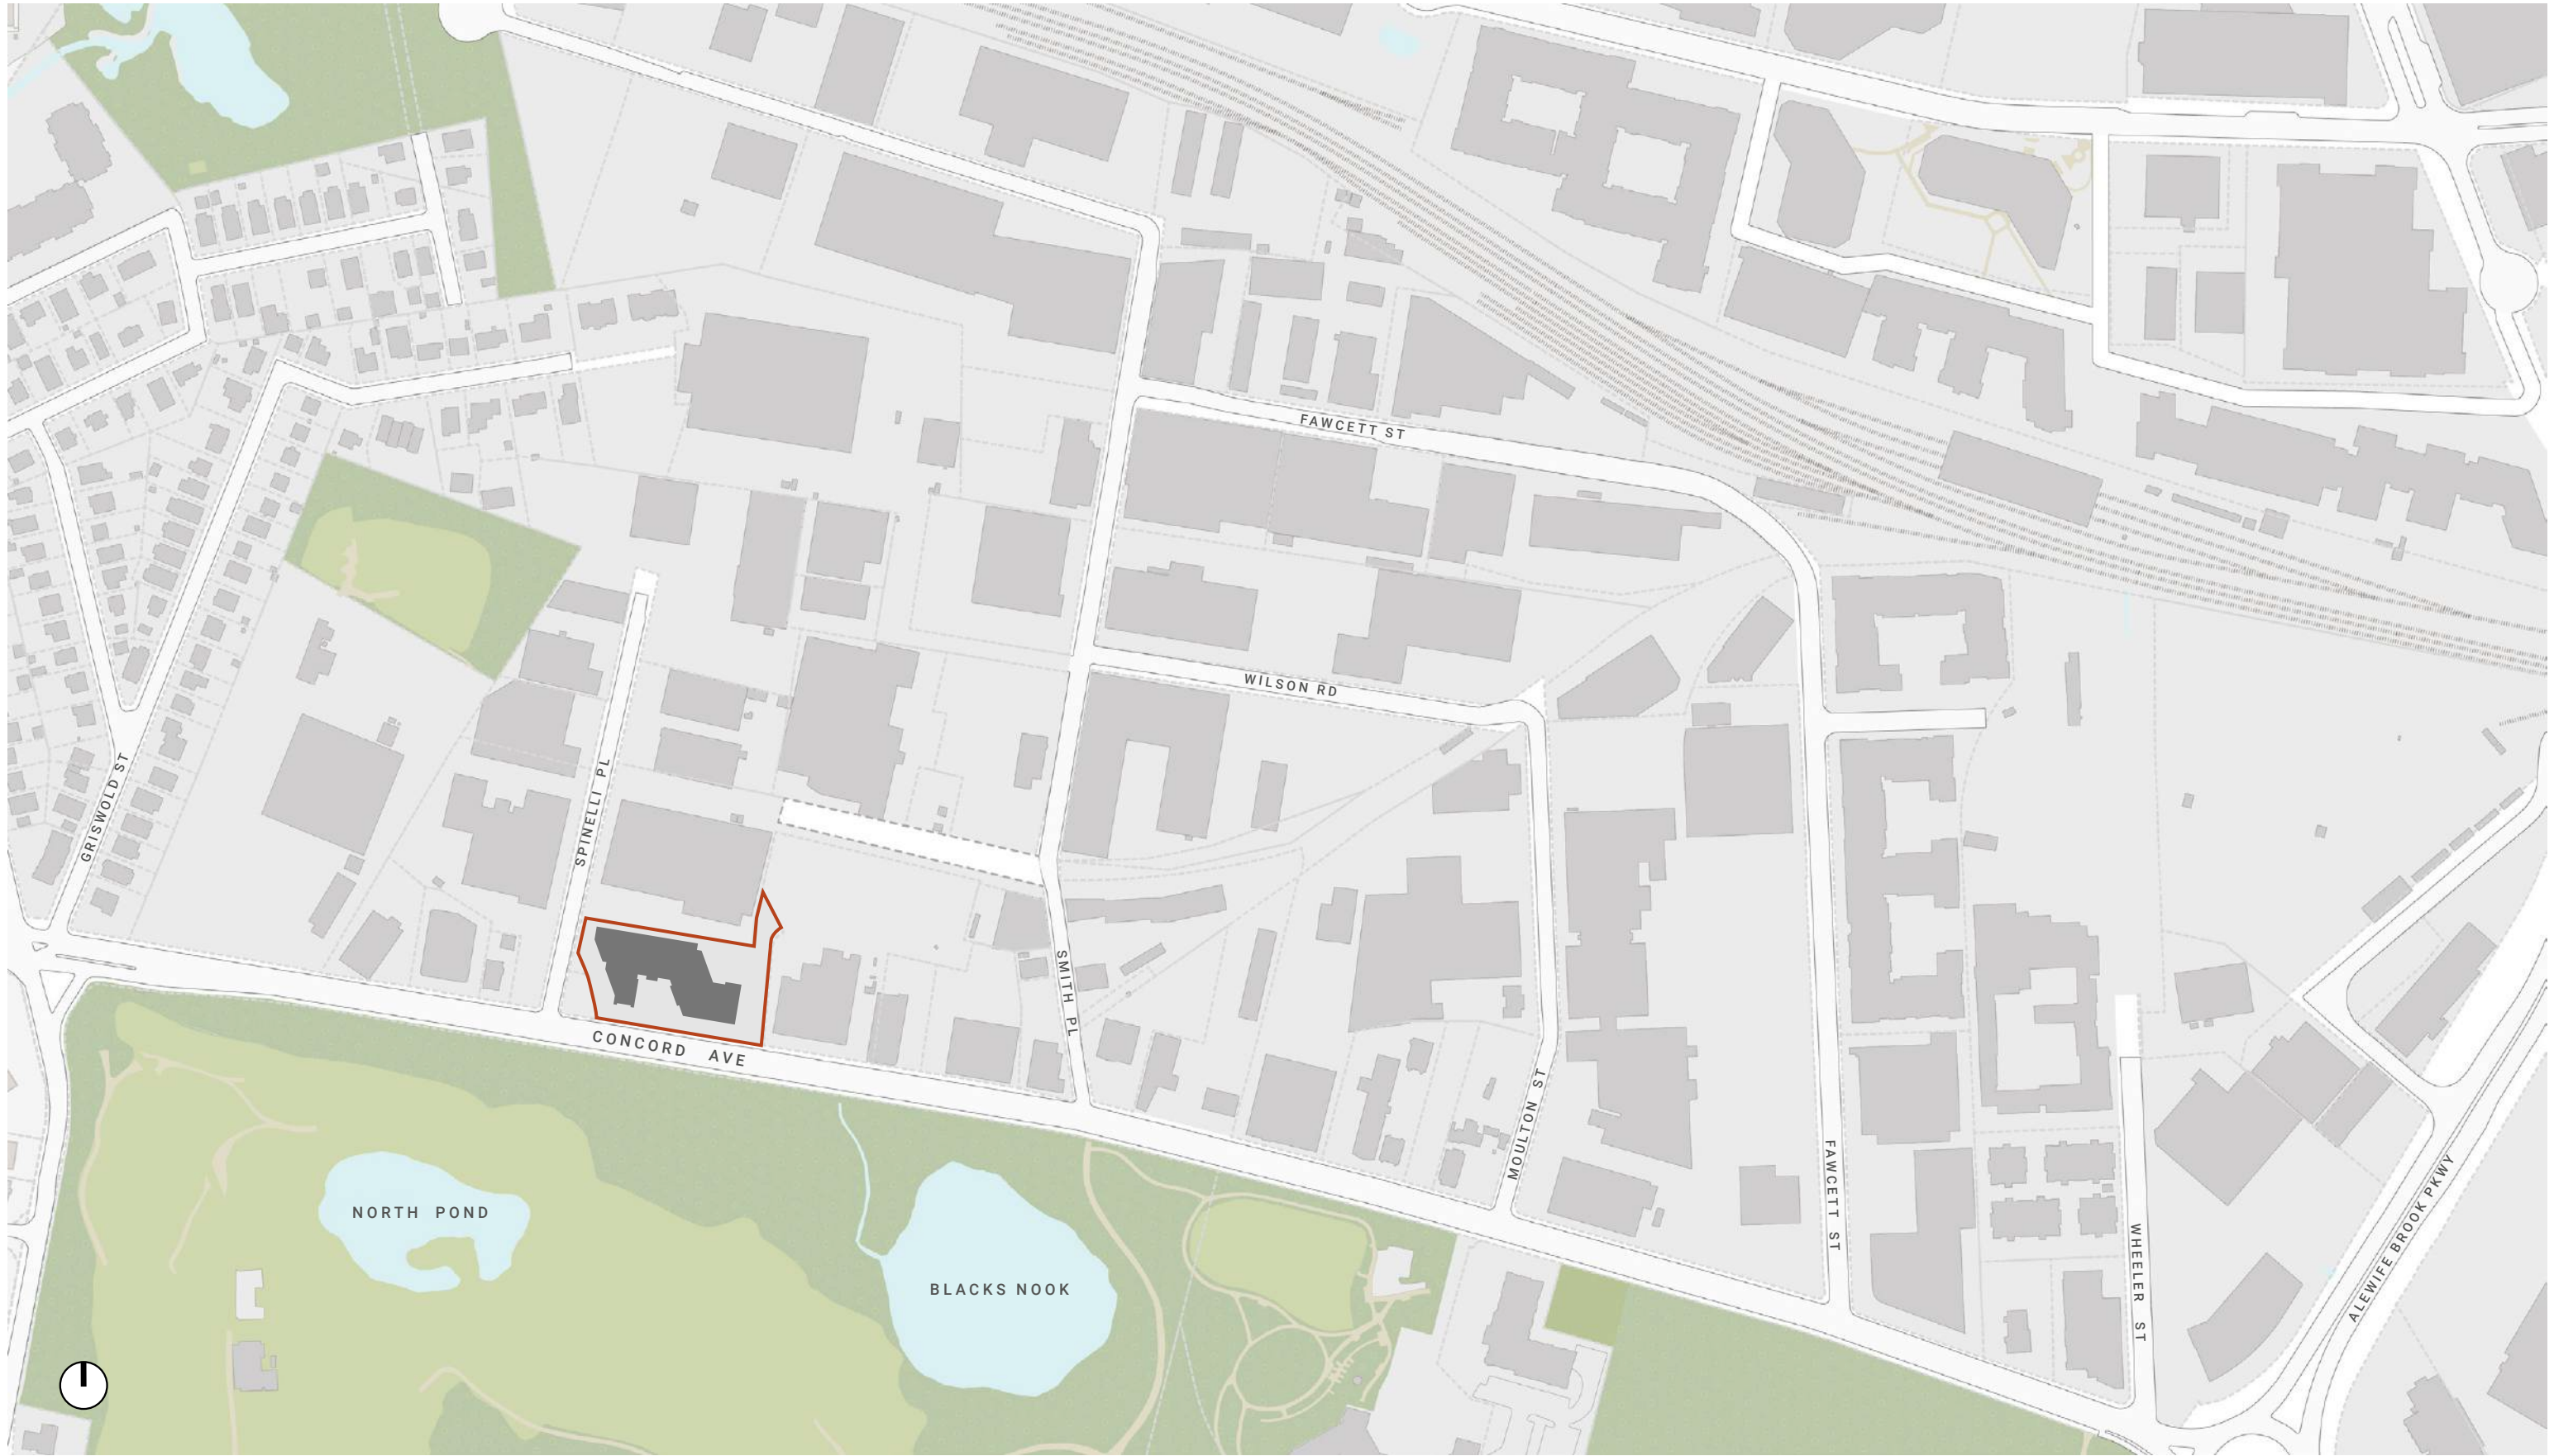 FAWCETT ST
WILSON RD
GRISWOLD ST
SPINELLI PL
SMITH PL
CONCORD AVE
MOULTON ST
FAWCETT ST
WHEELER ST
ALEWIFE BROOK PKWY
NORTH POND
BLACKS NOOK